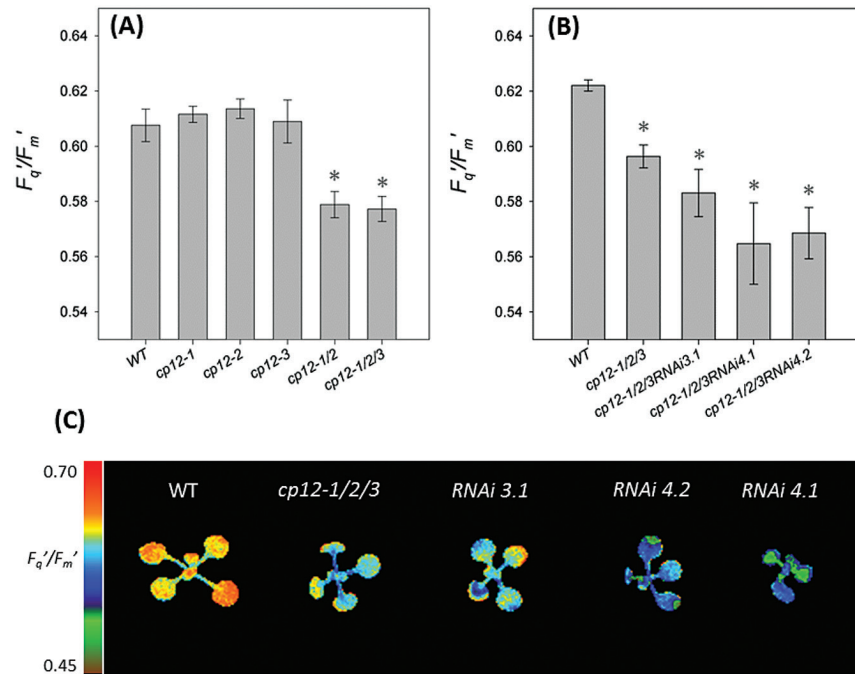 (A)
0.64
0.62
0.60
0.58
0.56
0.54
Fq'/Fm'
*
*
WT
cp12-1
cp12-2
cp12-3
cp12-1/2
cp12-1/2/3
(B)
0.64
0.62
0.60
0.58
0.56
0.54
Fq'/Fm'
*
*
*
*
WT
cp12-1/2/3
cp12-1/2/3RNAi3.1
cp12-1/2/3RNAi4.1
cp12-1/2/3RNAi4.2
(C)
0.70
Fq'/Fm'
0.45
WT
cp12-1/2/3
RNAi 3.1
RNAi 4.2
RNAi 4.1